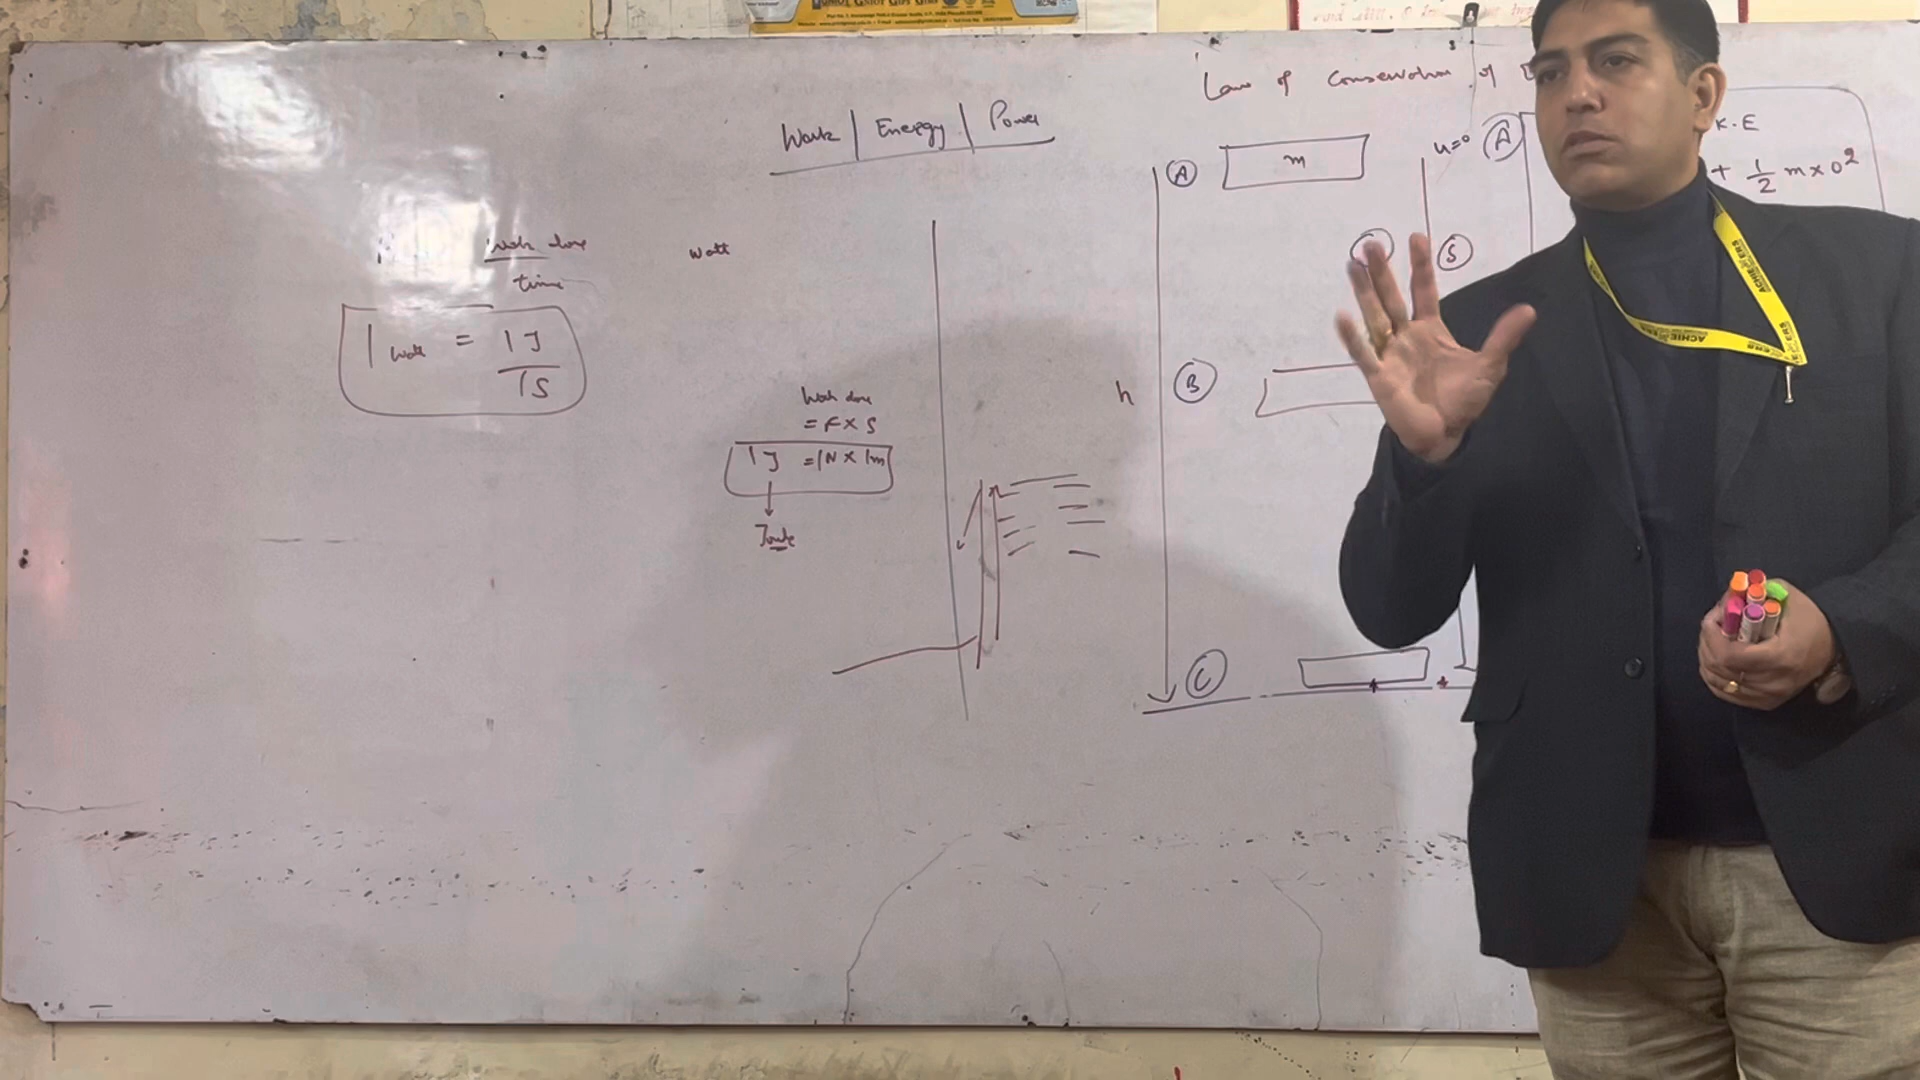 Work | Energy | Power
Work done
time
Watt
1 Watt = 1J
1S
Work done
= F X S
1J = 1N X 1m
Joule
Law of Conservation of
A
m
u=0
A
K.E
+ 1/2 m x 0²
S
B
h
C
ACHIEVERS